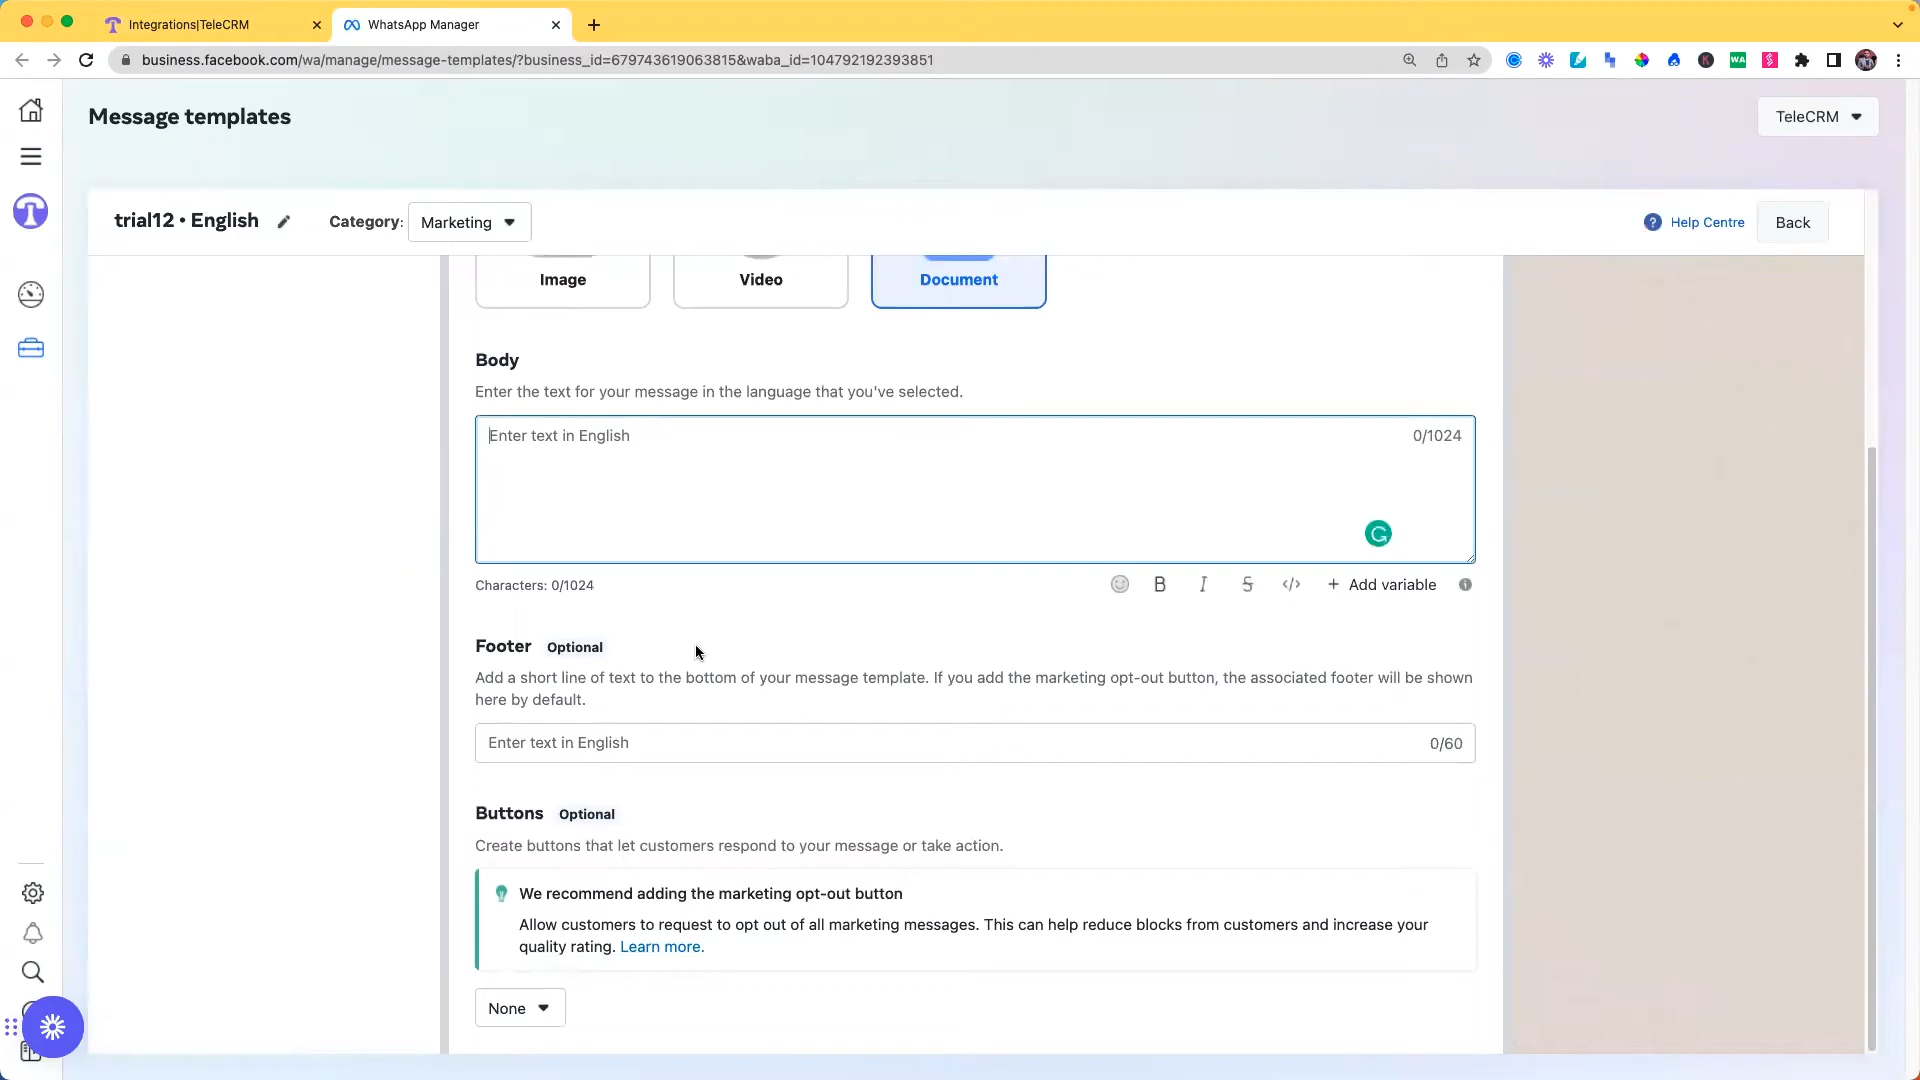 Integrations|TeleCRM
WhatsApp Manager
business.facebook.com/wa/manage/message-templates/?business_id=679743619063815&waba_id=104792192393851
WA
Message templates
TeleCRM
trial12 • English
Category:
Marketing
Help Centre
Back
Image
Video
Document
Body
Enter the text for your message in the language that you've selected.
Enter text in English
0/1024
Characters: 0/1024
B I S </> + Add variable
Footer Optional
Add a short line of text to the bottom of your message template. If you add the marketing opt-out button, the associated footer will be shown
here by default.
Enter text in English
0/60
Buttons Optional
Create buttons that let customers respond to your message or take action.
We recommend adding the marketing opt-out button
Allow customers to request to opt out of all marketing messages. This can help reduce blocks from customers and increase your
quality rating. Learn more.
None